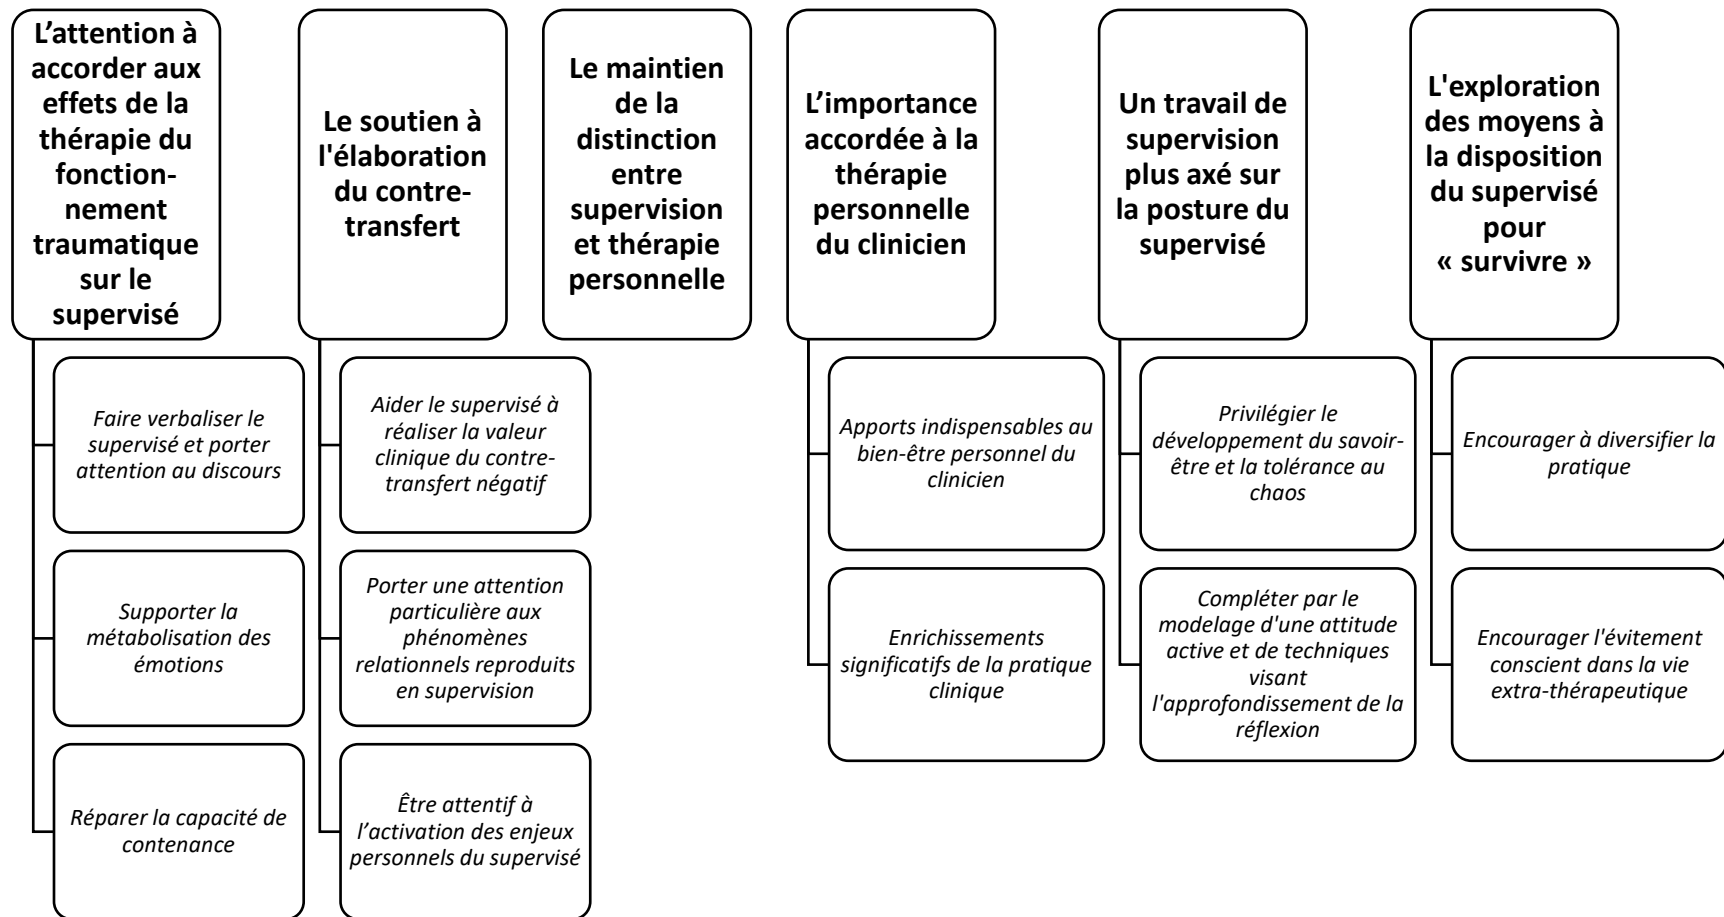 L’attention à
accorder aux
effets de la
thérapie du
fonction-
nement
traumatique
sur le
supervisé
Faire verbaliser le
supervisé et porter
attention au discours
Supporter la
métabolisation des
émotions
Réparer la capacité de
contenance
Le soutien à
l'élaboration
du contre-
transfert
Aider le supervisé à
réaliser la valeur
clinique du contre-
transfert négatif
Porter une attention
particulière aux
phénomènes
relationnels reproduits
en supervision
Être attentif à
l’activation des enjeux
personnels du supervisé
Le maintien
de la
distinction
entre
supervision
et thérapie
personnelle
L’importance
accordée à la
thérapie
personnelle
du clinicien
Apports indispensables au
bien-être personnel du
clinicien
Enrichissements
significatifs de la pratique
clinique
Un travail de
supervision
plus axé sur
la posture du
supervisé
Privilégier le
développement du savoir-
être et la tolérance au
chaos
Compléter par le
modelage d'une attitude
active et de techniques
visant
l'approfondissement de la
réflexion
L'exploration
des moyens à
la disposition
du supervisé
pour
« survivre »
Encourager à diversifier la
pratique
Encourager l'évitement
conscient dans la vie
extra-thérapeutique